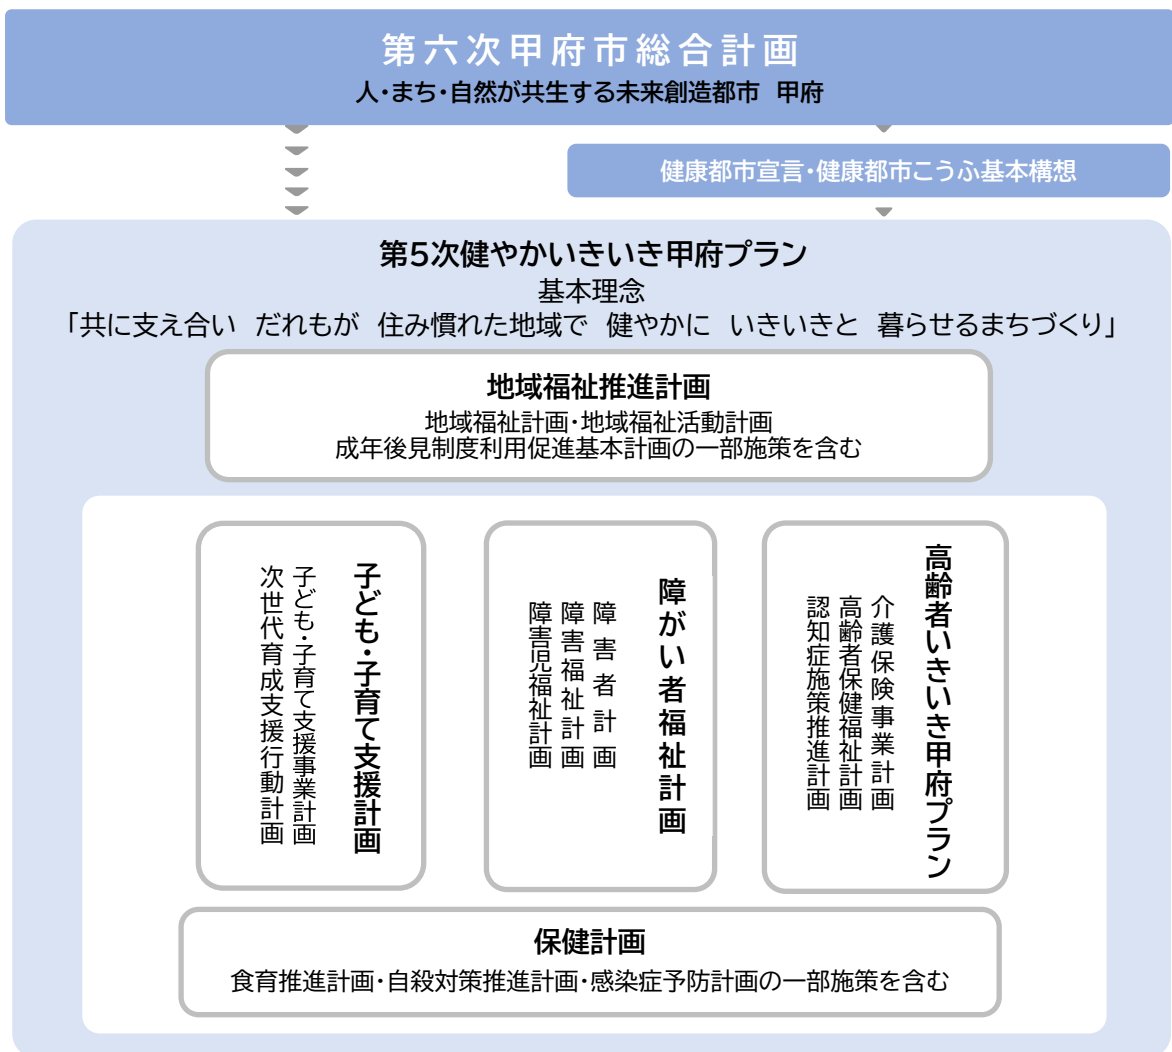 第六次甲府市総合計画
人・まち・自然が共生する未来創造都市 甲府
健康都市宣言・健康都市こうふ基本構想
第5次健やかいきいき甲府プラン
基本理念
「共に支え合い だれもが 住み慣れた地域で 健やかに いきいきと 暮らせるまちづくり」
地域福祉推進計画
地域福祉計画・地域福祉活動計画
成年後見制度利用促進基本計画の一部施策を含む
子ども・子育て支援計画
子ども・子育て支援事業計画
次世代育成支援行動計画
障がい者福祉計画
障害者計画
障害福祉計画
障害児福祉計画
高齢者いきいき甲府プラン
介護保険事業計画
高齢者保健福祉計画
認知症施策推進計画
保健計画
食育推進計画・自殺対策推進計画・感染症予防計画の一部施策を含む